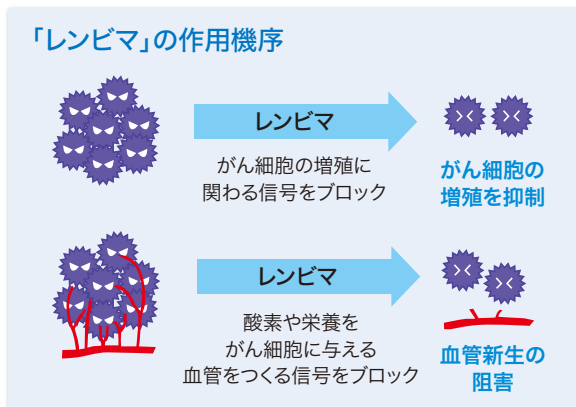 「レンビマ」の作用機序
レンビマ
がん細胞の増殖に
関わる信号をブロック
がん細胞の
増殖を抑制
レンビマ
酸素や栄養を
がん細胞に与える
血管をつくる信号をブロック
血管新生の
阻害